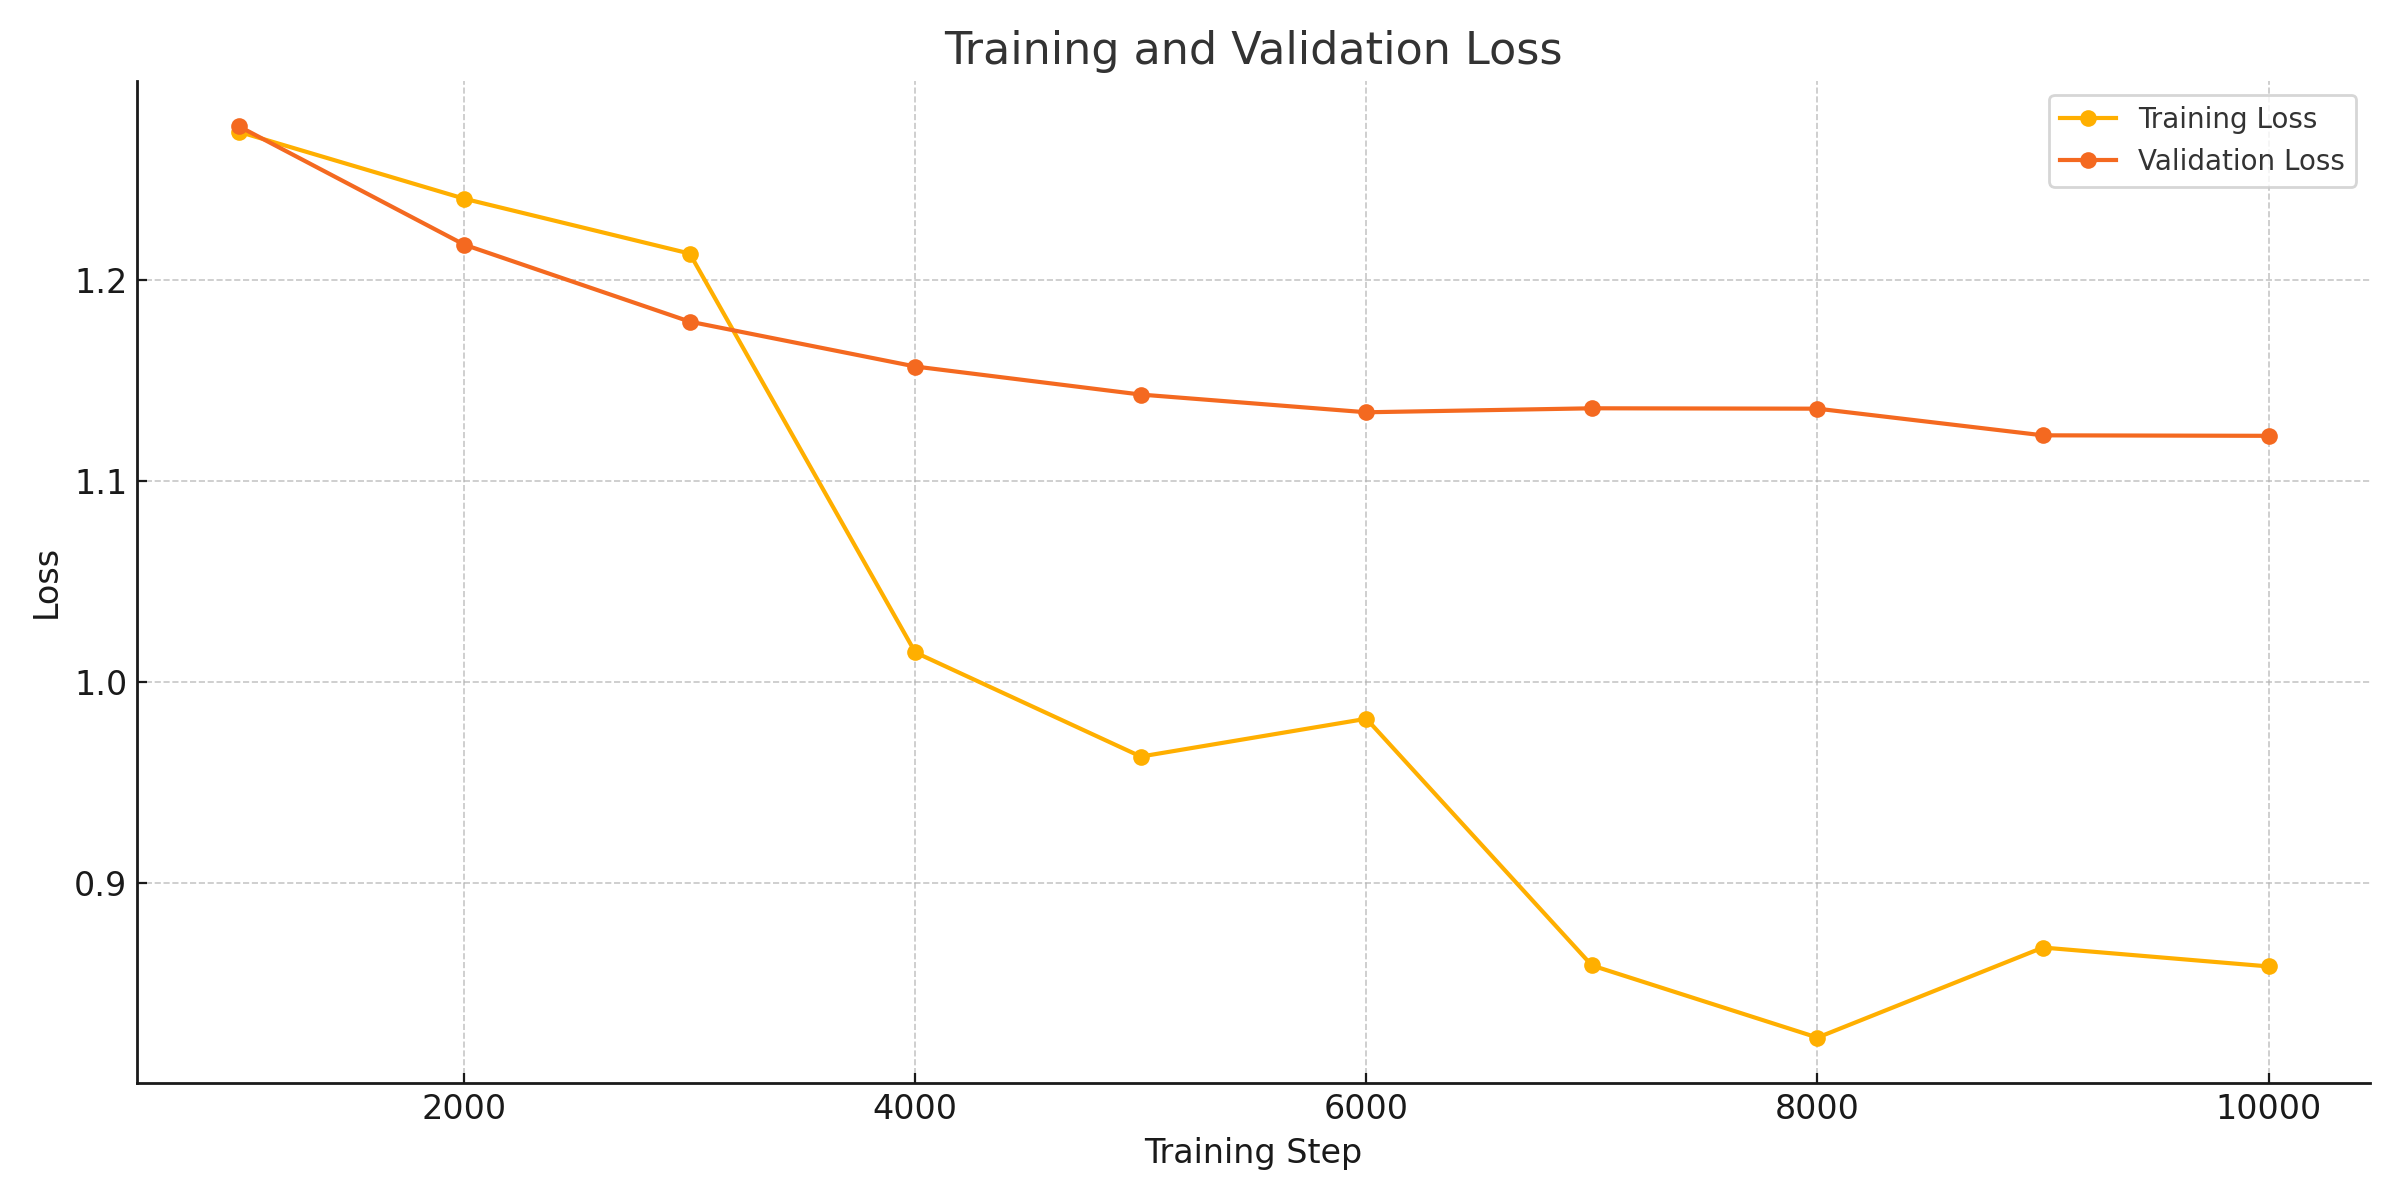 Training and Validation Loss
Training Loss
Validation Loss
1.2
1.1
1.0
0.9
Loss
2000 4000 6000 8000 10000
Training Step